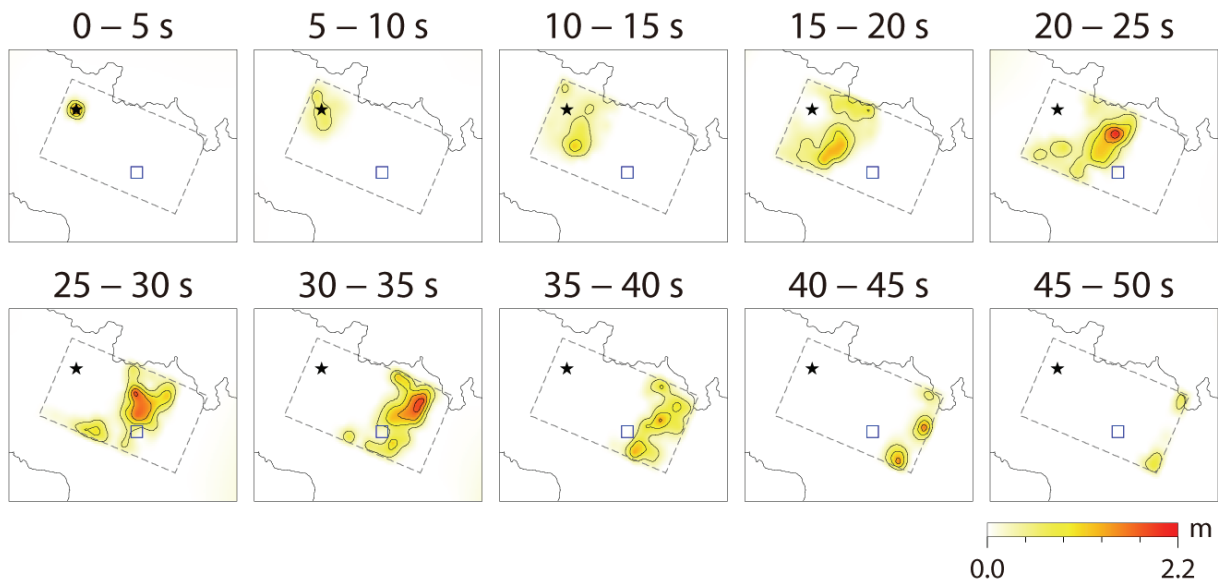 0 – 5 s
5 – 10 s
10 – 15 s
15 – 20 s
20 – 25 s
25 – 30 s
30 – 35 s
35 – 40 s
40 – 45 s
45 – 50 s
m
0.0
2.2